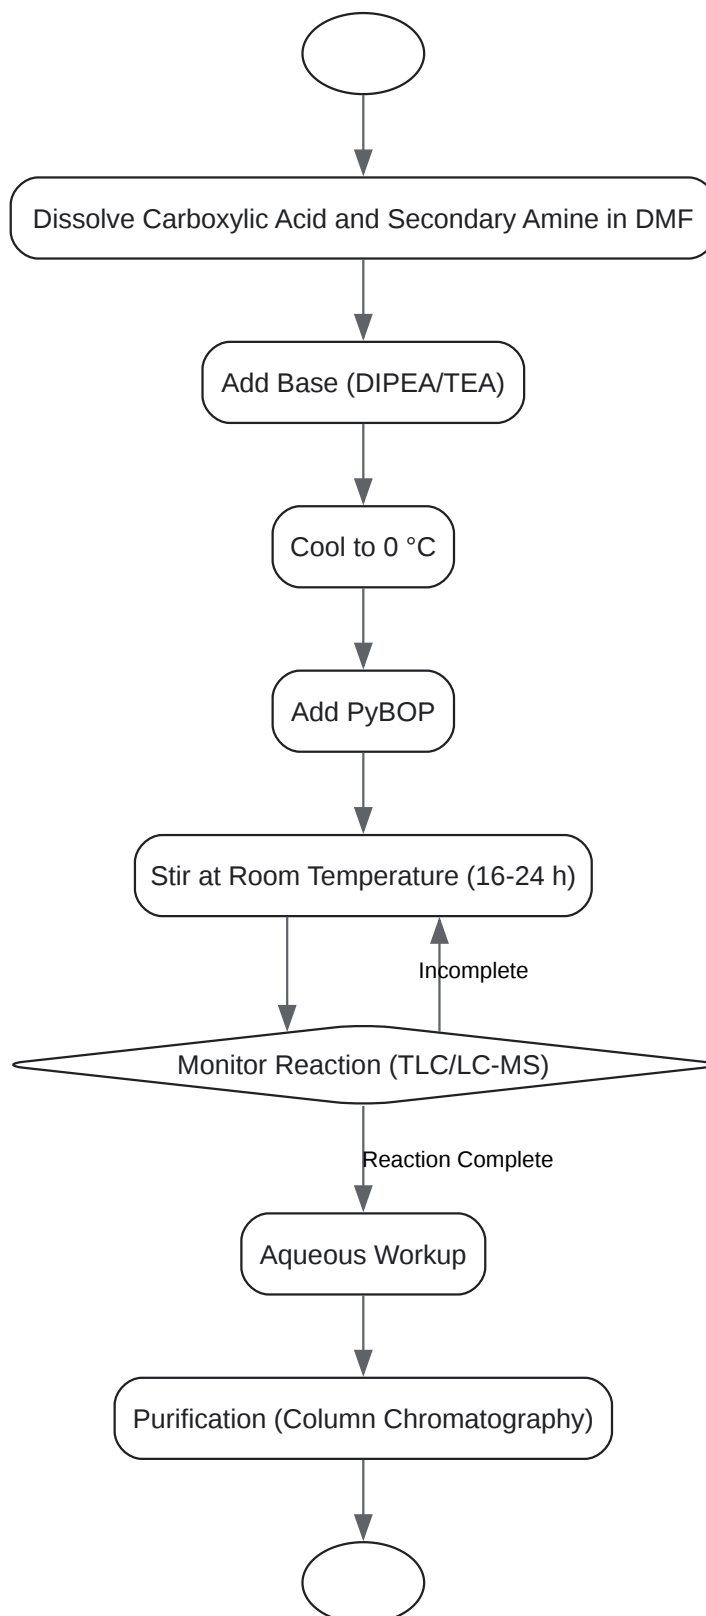 Dissolve Carboxylic Acid and Secondary Amine in DMF
Add Base (DIPEA/TEA)
Cool to 0 °C
Add PyBOP
Stir at Room Temperature (16-24 h)
Incomplete
Monitor Reaction (TLC/LC-MS)
Reaction Complete
Aqueous Workup
Purification (Column Chromatography)